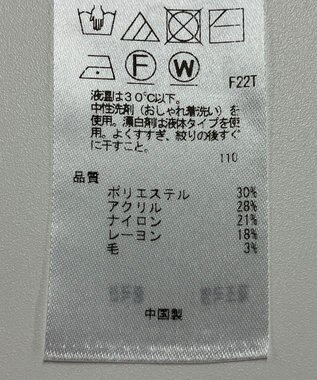 F
W
F22T
液温は30℃以下。
中性洗剤（おしゃれ着洗い）を
使用。漂白剤は液体タイプを使
用。よくすすぎ、絞りの後すぐ
に干すこと。
110
品質
ポリエステル 30%
アクリル 28%
ナイロン 21%
レーヨン 18%
毛 3%
中国製